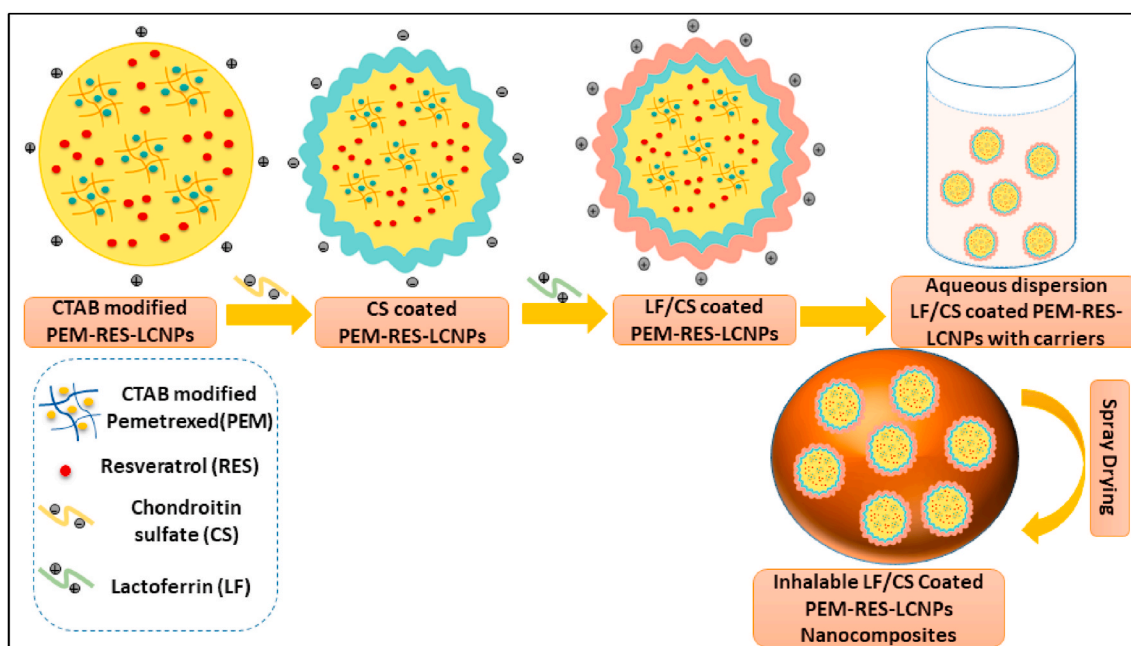 CTAB modified
PEM-RES-LCNPs
CS coated
PEM-RES-LCNPs
LF/CS coated
PEM-RES-LCNPs
Aqueous dispersion
LF/CS coated PEM-RES-
LCNPs with carriers
CTAB modified
Pemetrexed(PEM)
Resveratrol (RES)
Chondroitin
sulfate (CS)
Lactoferrin (LF)
Spray Drying
Inhalable LF/CS Coated
PEM-RES-LCNPs
Nanocomposites